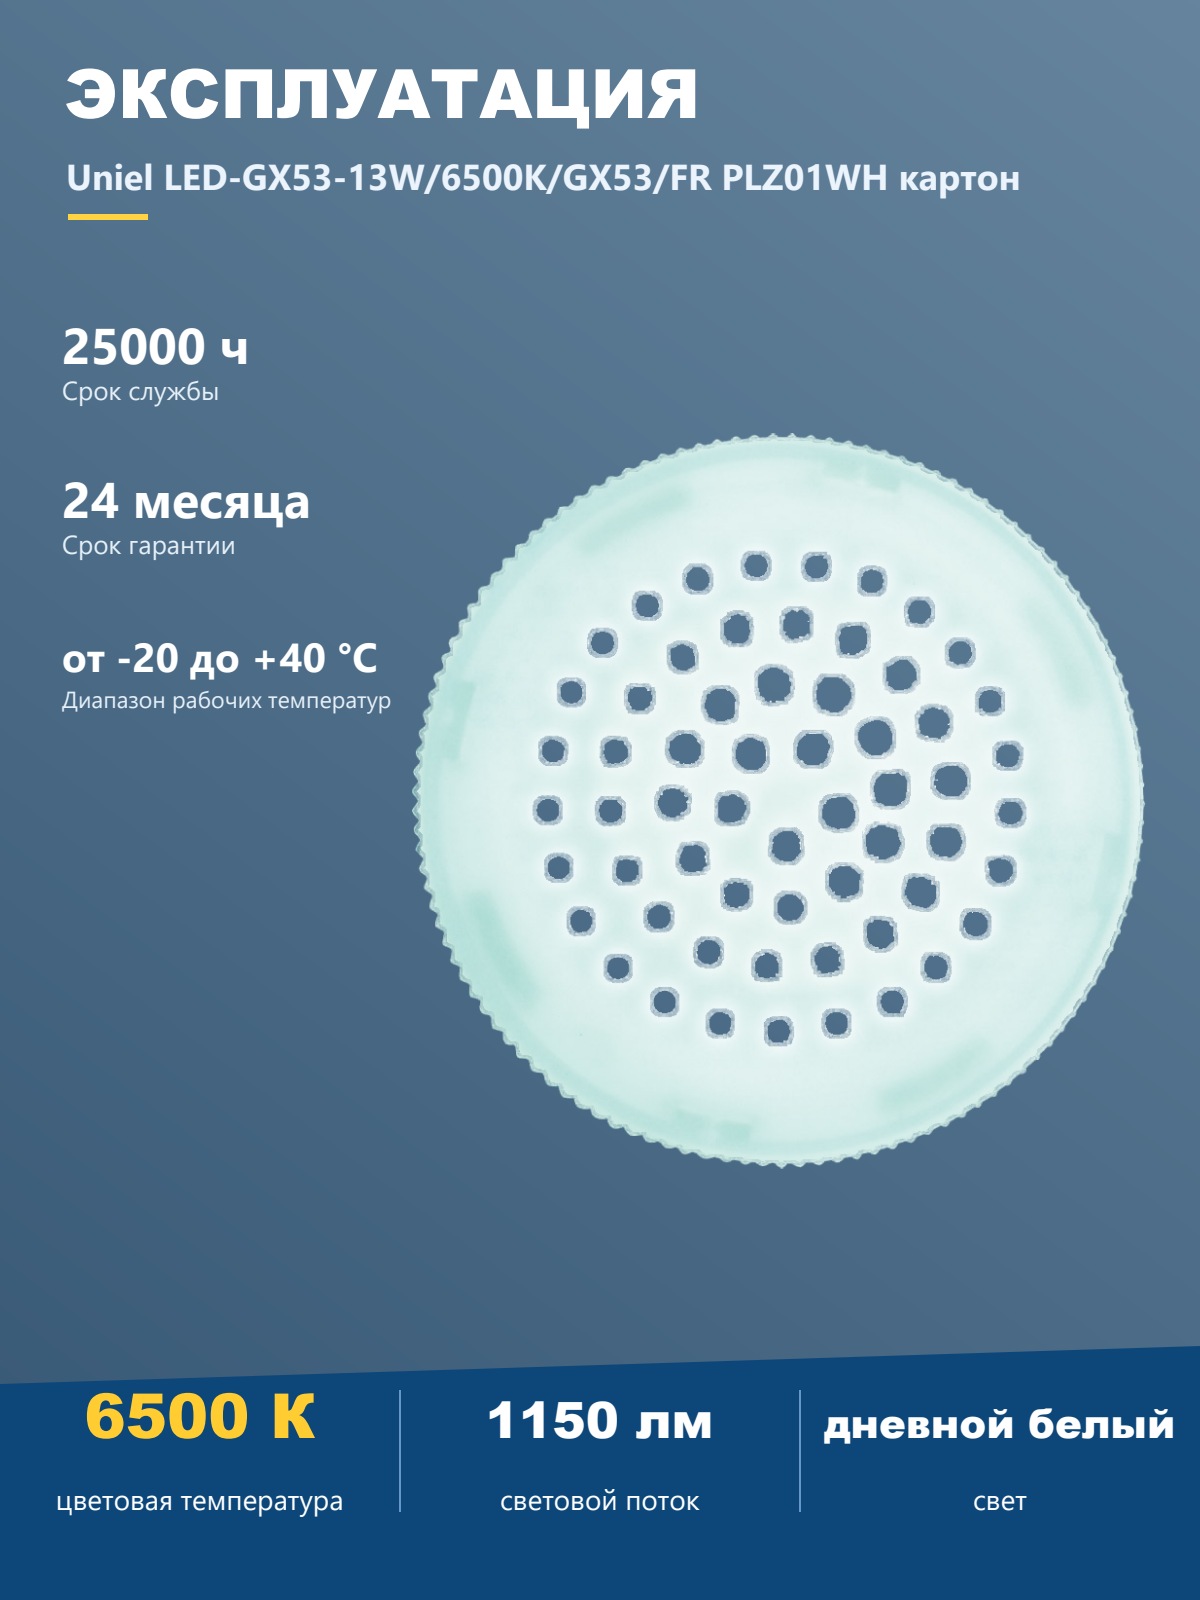 ЭКСПЛУАТАЦИЯ
Uniel LED-GX53-13W/6500K/GX53/FR PLZ01WH картон
25000 ч
Срок службы
24 месяца
Срок гарантии
от -20 до +40 °C
Диапазон рабочих температур
6500 К
цветовая температура
1150 лм
световой поток
дневной белый
свет